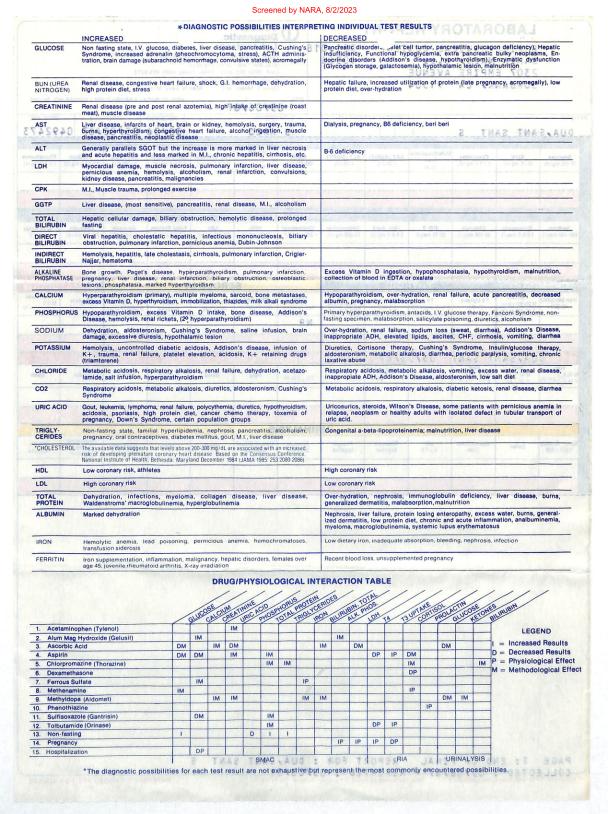 Screened by NARA, 8/2/2023
*DIAGNOSTIC POSSIBILITIES INTERPRETING INDIVIDUAL TEST RESULTS
INCREASED DECREASED
GLUCOSE Non fasting state, I.V. glucose, diabetes, liver disease, pancreatitis, Cushing's
Syndrome, increased adrenalin (pheochromocytoma, stress), ACTH adminis-
tration, brain damage (subarachnoid hemorrhage, convulsive states), acromegaly
Pancreatic disorder, islet cell tumor, pancreatitis, glucagon deficiency), Hepatic
insufficiency, Functional hypoglycemia, extra pancreatic bulky neoplasms, En-
docrine disorders (Addison's disease, hypothyroidism), Enzymatic dysfunction
(Glycogen storage, galactosemia), hypothalamic lesion, malnutrition
BUN (UREA NITROGEN) Renal disease, congestive heart failure, shock, G.I. hemorrhage, dehydration,
high protein diet, stress
Hepatic failure, increased utilization of protein (late pregnancy, acromegaly), low
protein diet, over-hydration
CREATININE Renal disease (pre and post renal azotemia), high intake of creatinine (roast
meat), muscle disease
AST Liver disease, infarcts of heart, brain or kidney, hemolysis, surgery, trauma,
burns, hyperthyroidism, congestive heart failure, alcohol ingestion, muscle
disease, pancreatitis, neoplastic disease
Dialysis, pregnancy, B6 deficiency, beri beri
ALT Generally parallels SGOT but the increase is more marked in liver necrosis
and acute hepatitis and less marked in M.I., chronic hepatitis, cirrhosis, etc.
B-6 deficiency
LDH Myocardial damage, muscle necrosis, pulmonary infarction, liver disease,
pernicious anemia, hemolysis, alcoholism, renal infarction, convulsions,
kidney disease, pancreatitis, malignancies
CPK M.I., Muscle trauma, prolonged exercise
GGTP Liver disease, (most sensitive), pancreatitis, renal disease, M.I., alcoholism
TOTAL BILIRUBIN Hepatic cellular damage, biliary obstruction, hemolytic disease, prolonged
fasting
DIRECT BILIRUBIN Viral hepatitis, cholestatic hepatitis, infectious mononucleosis, biliary
obstruction, pulmonary infarction, pernicious anemia, Dubin-Johnson
INDIRECT BILIRUBIN Hemolysis, hepatitis, late cholestasis, cirrhosis, pulmonary infarction, Crigler-
Najjar, hematoma
ALKALINE PHOSPHATASE Bone growth, Paget's disease, hyperparathyroidism, pulmonary infarction,
pregnancy, liver disease, renal infarction, biliary obstruction, osteoblastic
lesions, phosphatasia, marked hyperthyroidism
Excess Vitamin D ingestion, hypophosphatasia, hypothyroidism, malnutrition,
collection of blood in EDTA or oxalate
CALCIUM Hyperparathyroidism (primary), multiple myeloma, sarcoid, bone metastases,
excess Vitamin D, hyperthyroidism, immobilization, thiazides, milk alkali syndrome
Hypoparathyroidism, over-hydration, renal failure, acute pancreatitis, decreased
albumin, pregnancy, malabsorption
PHOSPHORUS Hypoparathyroidism, excess Vitamin D intake, bone disease, Addison's
Disease, hemolysis, renal rickets, (2º hyperparathyroidism)
Primary hyperparathyroidism, antacids, I.V. glucose therapy, Fanconi Syndrome, non-
fasting specimen, malabsorption, salicylate poisoning, diuretics, alcoholism
SODIUM Dehydration, aldosteronism, Cushing's Syndrome, saline infusion, brain
damage, excessive diuresis, hypothalamic lesion
Over-hydration, renal failure, sodium loss (sweat, diarrhea), Addison's Disease,
inappropriate ADH, elevated lipids, ascites, CHF, cirrhosis, vomiting, diarrhea
POTASSIUM Hemolysis, uncontrolled diabetic acidosis, Addison's disease, infusion of
K+, trauma, renal failure, platelet elevation, acidosis, K+ retaining drugs
(triamterene)
Diuretics, Cortisone therapy, Cushing's Syndrome, Insulin/glucose therapy,
aldosteronism, metabolic alkalosis, diarrhea, periodic paralysis, vomiting, chronic
laxative abuse
CHLORIDE Metabolic acidosis, respiratory alkalosis, renal failure, dehydration, acetazo-
lamide, salt infusion, hyperparathyroidism
Respiratory acidosis, metabolic alkalosis, vomiting, excess water, renal disease,
inappropriate ADH, Addison's Disease, aldosteronism, low salt diet
CO2 Respiratory acidosis, metabolic alkalosis, diuretics, aldosteronism, Cushing's
Syndrome
Metabolic acidosis, respiratory alkalosis, diabetic ketosis, renal disease, diarrhea
URIC ACID Gout, leukemia, lymphoma, renal failure, polycythemia, diuretics, hypothyroidism,
acidosis, psoriasis, high protein diet, cancer chemo therapy, toxemia of
pregnancy, Down's Syndrome, certain population groups
Uricosurics, steroids, Wilson's Disease, some patients with pernicious anemia in
relapse, neoplasm or healthy adults with isolated defect in tubular transport of
uric acid.
TRIGLY- CERIDES Non-fasting state, familial hyperlipidemia, nephrosis, pancreatitis, alcoholism,
pregnancy, oral contraceptives, diabetes mellitus, gout, M.I., liver disease
Congenital a-beta-lipoproteinemia; malnutrition, liver disease
*CHOLESTEROL The available data suggests that levels above 200-300 mg/dl, are associated with an increased
risk of developing premature coronary heart disease. Based on the Consensus Conference.
National Institute of Health, Bethesda, Maryland December 1984 (JAMA 1985: 253:2080-2086)
HDL Low coronary risk, athletes High coronary risk
LDL High coronary risk Low coronary risk
TOTAL PROTEIN Dehydration, infections, myeloma, collagen disease, liver disease,
Waldenstroms' macroglobulinemia, hyperglobulinemia
Over-hydration, nephrosis, immunoglobulin deficiency, liver disease, burns,
generalized dermatitis, malabsorption, malnutrition
ALBUMIN Marked dehydration
Nephrosis, liver failure, protein losing enteropathy, excess water, burns, general-
ized dermatitis, low protein diet, chronic and acute inflammation, analbuminemia,
myeloma, macroglobulinemia, systemic lupus erythematosus
IRON Hemolytic anemia, lead poisoning, pernicious anemia, homochromatoses,
transfusion siderosis
Low dietary iron, inadequate absorption, bleeding, nephrosis, infection
FERRITIN Iron supplementation, inflammation, malignancy, hepatic disorders, females over
age 45, juvenile rheumatoid arthritis, X-ray irradiation
Recent blood loss, unsupplemented pregnancy
DRUG/PHYSIOLOGICAL INTERACTION TABLE
GLUCOSE CALCIUM CREATININE URIC ACID PHOSPHORUS TOTAL PROTEIN TRIGLYCERIDES IRON BILIRUBIN, TOTAL ALK. PHOS. LDH T4 T3 UPTAKE CORTISOL PROLACTIN GLUCOSE KETONES BILIRUBIN
1. Acetaminophen (Tylenol) IM
2. Alum Mag Hydroxide (Gelusil) IM IM
3. Ascorbic Acid DM IM DM IM DM DM
4. Aspirin DM DM IM IM DP IP DM
5. Chlorpromazine (Thorazine) IM IM IM IM
6. Dexamethasone DP
7. Ferrous Sulfate IM IP
8. Methenamine IM IP
9. Methyldopa (Aldomet) IM IM IM IM DM IM
10. Phenothiazine IP
11. Sulfisoxazole (Gantrisin) DM IM
12. Tolbutamide (Orinase) IM DP IP
13. Non-fasting I D I I
14. Pregnancy IP IP IP DP
15. Hospitalization DP
SMAC RIA URINALYSIS
LEGEND
I = Increased Results
D = Decreased Results
P = Physiological Effect
M = Methodological Effect
*The diagnostic possibilities for each test result are not exhaustive but represent the most commonly encountered possibilities.